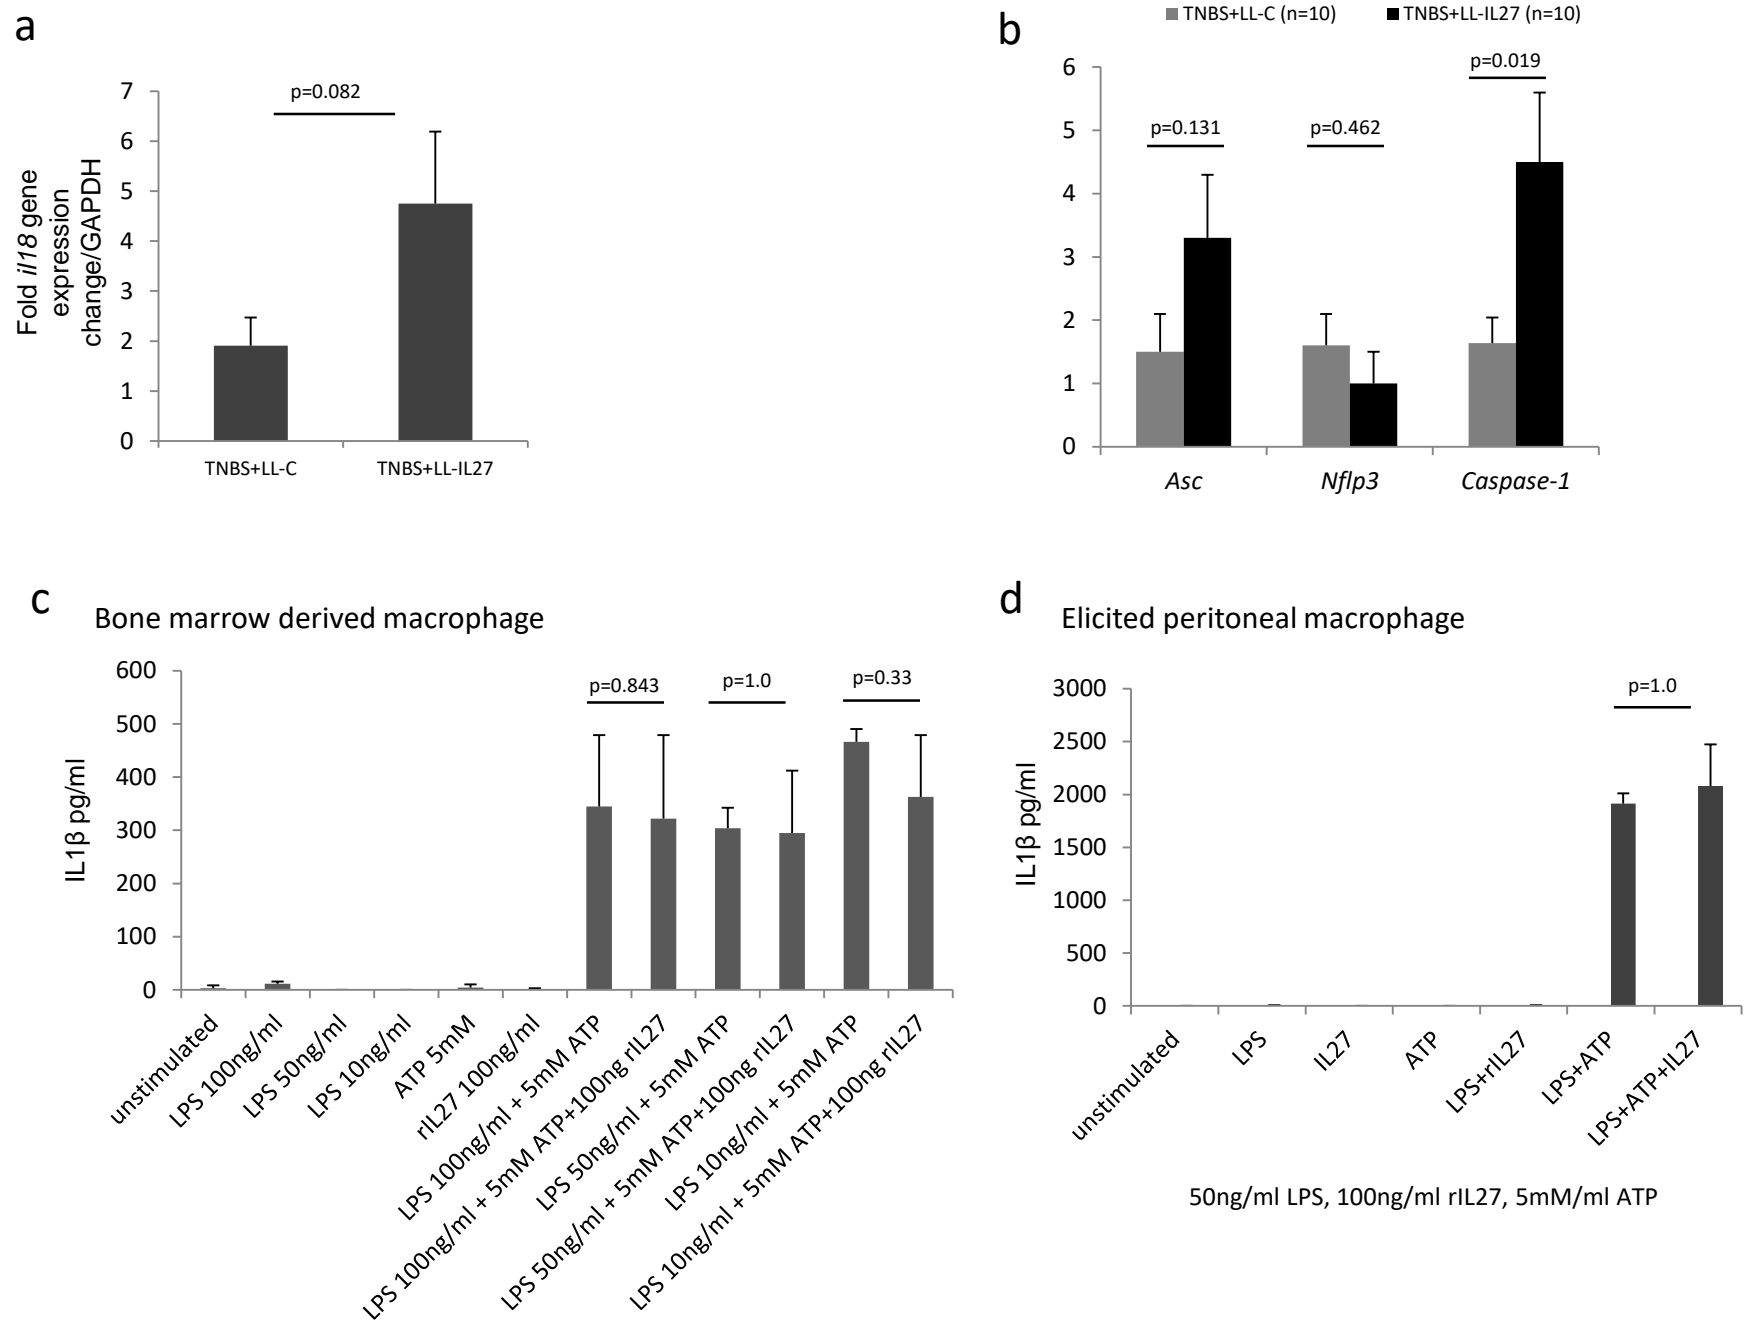 a
p=0.082
Fold il18 gene
expression
change/GAPDH
7
6
5
4
3
2
1
0
TNBS+LL-C
TNBS+LL-IL27
b
TNBS+LL-C (n=10)
TNBS+LL-IL27 (n=10)
6
5
4
3
2
1
0
p=0.131
p=0.462
p=0.019
Asc
Nflp3
Caspase-1
c
Bone marrow derived macrophage
IL1β pg/ml
600
500
400
300
200
100
0
p=0.843
p=1.0
p=0.33
unstimulated
LPS 100ng/ml
LPS 50ng/ml
LPS 10ng/ml
ATP 5mM
rIL27 100ng/ml
LPS 100ng/ml + 5mM ATP
LPS 100ng/ml + 5mM ATP+100ng rIL27
LPS 50ng/ml + 5mM ATP
LPS 50ng/ml + 5mM ATP+100ng rIL27
LPS 10ng/ml + 5mM ATP
LPS 10ng/ml + 5mM ATP+100ng rIL27
d
Elicited peritoneal macrophage
IL1β pg/ml
3000
2500
2000
1500
1000
500
0
p=1.0
unstimulated
LPS
IL27
ATP
LPS+rIL27
LPS+ATP
LPS+ATP+IL27
50ng/ml LPS, 100ng/ml rIL27, 5mM/ml ATP